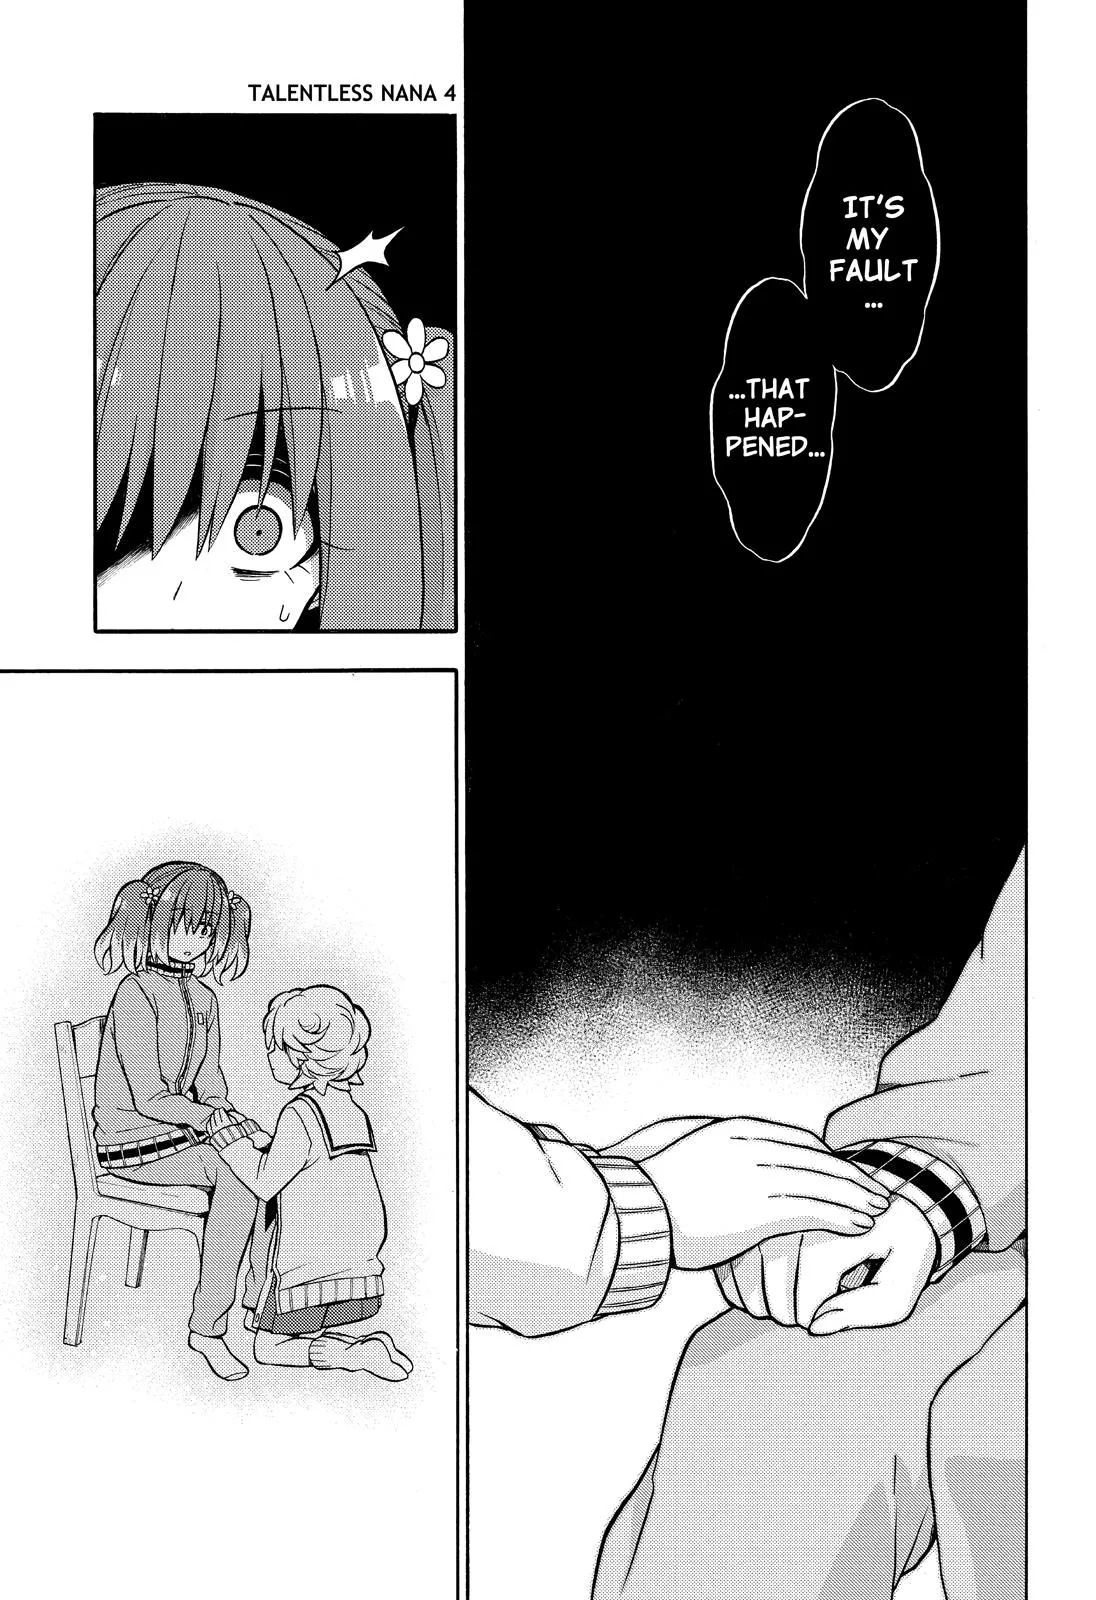 TALENTLESS NANA 4
IT'S
MY
FAULT
...
...THAT
HAP-
PENED...